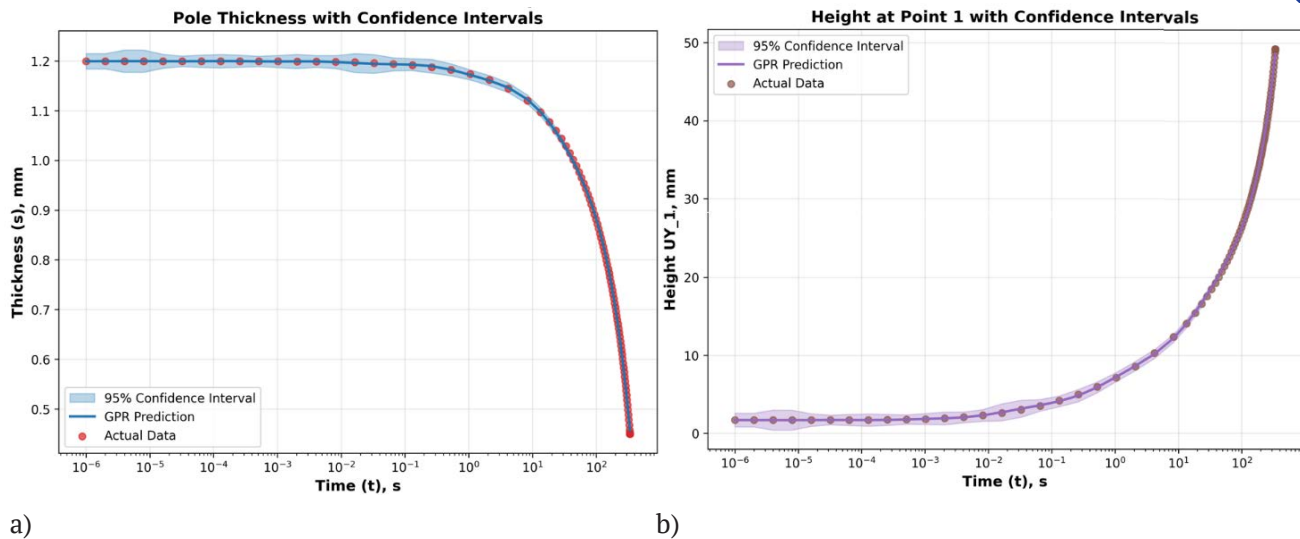 Pole Thickness with Confidence Intervals
Thickness (s), mm
1.2
1.1
1.0
0.9
0.8
0.7
0.6
0.5
95% Confidence Interval
GPR Prediction
Actual Data
10⁻⁶ 10⁻⁵ 10⁻⁴ 10⁻³ 10⁻² 10⁻¹ 10⁰ 10¹ 10²
Time (t), s
a)
Height at Point 1 with Confidence Intervals
Height UY_1, mm
50
40
30
20
10
0
95% Confidence Interval
GPR Prediction
Actual Data
10⁻⁶ 10⁻⁵ 10⁻⁴ 10⁻³ 10⁻² 10⁻¹ 10⁰ 10¹ 10²
Time (t), s
b)